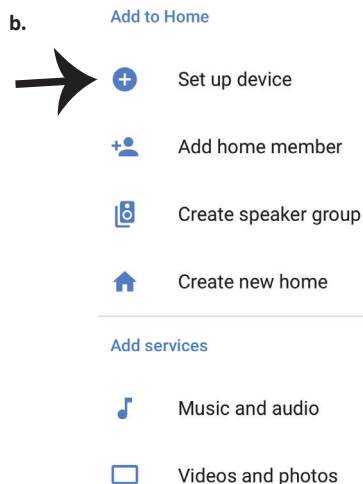 b.
Add to Home
Set up device
Add home member
Create speaker group
Create new home
Add services
Music and audio
Videos and photos